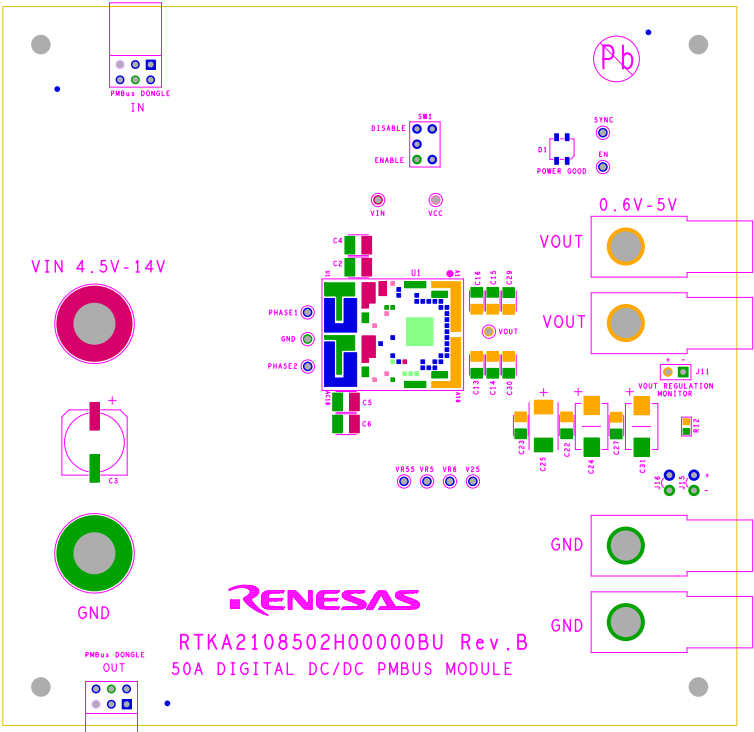 PMBus DONGLE
IN
Pb
SW1
DISABLE
ENABLE
SYNC
D1
EN
POWER GOOD
VIN
VCC
0.6V-5V
VOUT
VOUT
VIN 4.5V-14V
C4
C2
U1
A1
C16
C15
C29
PHASE1
GND
PHASE2
VOUT
C13
C14
C30
+ -
J11
VOUT REGULATION
MONITOR
C5
C6
+
C3
+
+
+
C23
C25
C22
C24
C27
C31
R12
VR55
VR5
VR6
V25
J16
J15
+
-
GND
GND
GND
RENESAS
RTKA2108502H00000BU Rev.B
50A DIGITAL DC/DC PMBUS MODULE
PMBus DONGLE
OUT